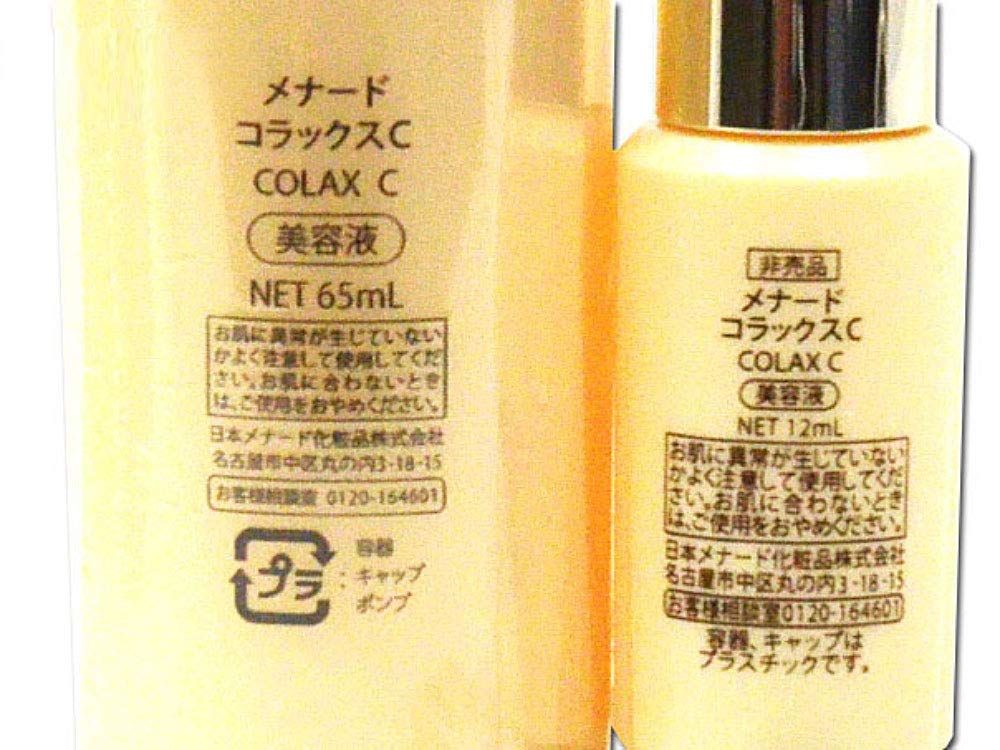 メナード
コラックスC
COLAX C
美容液
NET 65mL
お肌に異常が生じていない
かよく注意して使用してくだ
さい。お肌に合わないとき
は、ご使用をおやめください。
日本メナード化粧品株式会社
名古屋市中区丸の内3-18-15
お客様相談室 0120-164601
プラ
: 容器
キャップ
ポンプ
非売品
メナード
コラックスC
COLAX C
美容液
NET 12mL
お肌に異常が生じていない
かよく注意して使用してくだ
さい。お肌に合わないとき
は、ご使用をおやめください。
日本メナード化粧品株式会社
名古屋市中区丸の内3-18-15
お客様相談室0120-164601
容器、キャップは
プラスチックです。